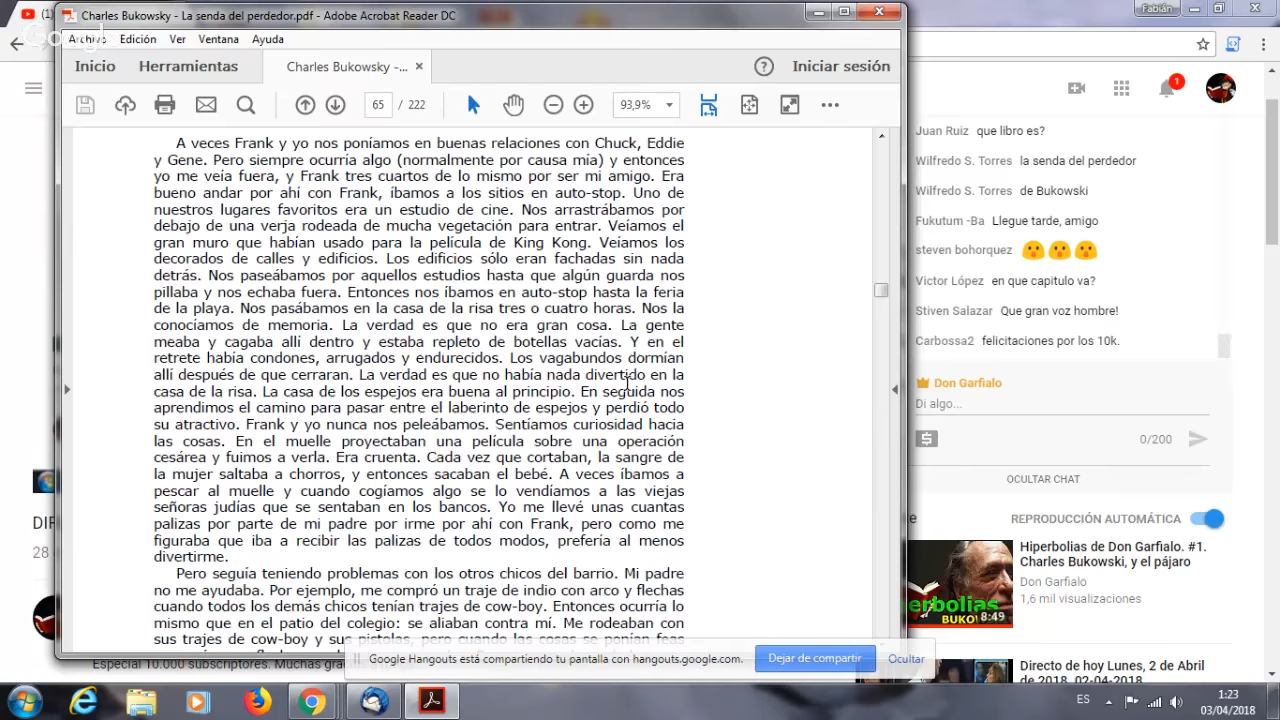 (1)
Charles Bukowsky - La senda del perdedor.pdf - Adobe Acrobat Reader DC
Fabián
Google
Archivo Edición Ver Ventana Ayuda
Inicio Herramientas Charles Bukowsky -... × Iniciar sesión
65 / 222 93,9%
A veces Frank y yo nos poníamos en buenas relaciones con Chuck, Eddie
y Gene. Pero siempre ocurría algo (normalmente por causa mía) y entonces
yo me veía fuera, y Frank tres cuartos de lo mismo por ser mi amigo. Era
bueno andar por ahí con Frank, íbamos a los sitios en auto-stop. Uno de
nuestros lugares favoritos era un estudio de cine. Nos arrastrábamos por
debajo de una verja rodeada de mucha vegetación para entrar. Veíamos el
gran muro que habían usado para la película de King Kong. Veíamos los
decorados de calles y edificios. Los edificios sólo eran fachadas sin nada
detrás. Nos paseábamos por aquellos estudios hasta que algún guarda nos
pillaba y nos echaba fuera. Entonces nos íbamos en auto-stop hasta la feria
de la playa. Nos pasábamos en la casa de la risa tres o cuatro horas. Nos la
conocíamos de memoria. La verdad es que no era gran cosa. La gente
meaba y cagaba allí dentro y estaba repleto de botellas vacías. Y en el
retrete había condones, arrugados y endurecidos. Los vagabundos dormían
allí después de que cerraran. La verdad es que no había nada divertido en la
casa de la risa. La casa de los espejos era buena al principio. En seguida nos
aprendimos el camino para pasar entre el laberinto de espejos y perdió todo
su atractivo. Frank y yo nunca nos peleábamos. Sentíamos curiosidad hacia
las cosas. En el muelle proyectaban una película sobre una operación
cesárea y fuimos a verla. Era cruenta. Cada vez que cortaban, la sangre de
la mujer saltaba a chorros, y entonces sacaban el bebé. A veces íbamos a
pescar al muelle y cuando cogíamos algo se lo vendíamos a las viejas
señoras judías que se sentaban en los bancos. Yo me llevé unas cuantas
palizas por parte de mi padre por irme por ahí con Frank, pero como me
figuraba que iba a recibir las palizas de todos modos, prefería al menos
divertirme.
Pero seguía teniendo problemas con los otros chicos del barrio. Mi padre
no me ayudaba. Por ejemplo, me compró un traje de indio con arco y flechas
cuando todos los demás chicos tenían trajes de cow-boy. Entonces ocurría lo
mismo que en el patio del colegio: se aliaban contra mí. Me rodeaban con
sus trajes de cow-boy y sus pistolas, pero cuando las cosas se ponían feas
1
Juan Ruiz que libro es?
Wilfredo S. Torres la senda del perdedor
Wilfredo S. Torres de Bukowski
Fukutum -Ba Llegue tarde, amigo
steven bohorquez
Victor López en que capitulo va?
Stiven Salazar Que gran voz hombre!
Carbossa2 felicitaciones por los 10k.
Don Garfialo
Di algo...
$ 0/200
OCULTAR CHAT
REPRODUCCIÓN AUTOMÁTICA
Hiperbolias de Don Garfialo. #1.
Charles Bukowski, y el pájaro
Don Garfialo
1,6 mil visualizaciones
erbolias
BUKO
8:49
Directo de hoy Lunes, 2 de Abril
de 2018. 02-04-2018
DIR
28
Especial 10.000 subscriptores. Muchas gra
Google Hangouts está compartiendo tu pantalla con hangouts.google.com. Dejar de compartir Ocultar
ES 1:23
03/04/2018